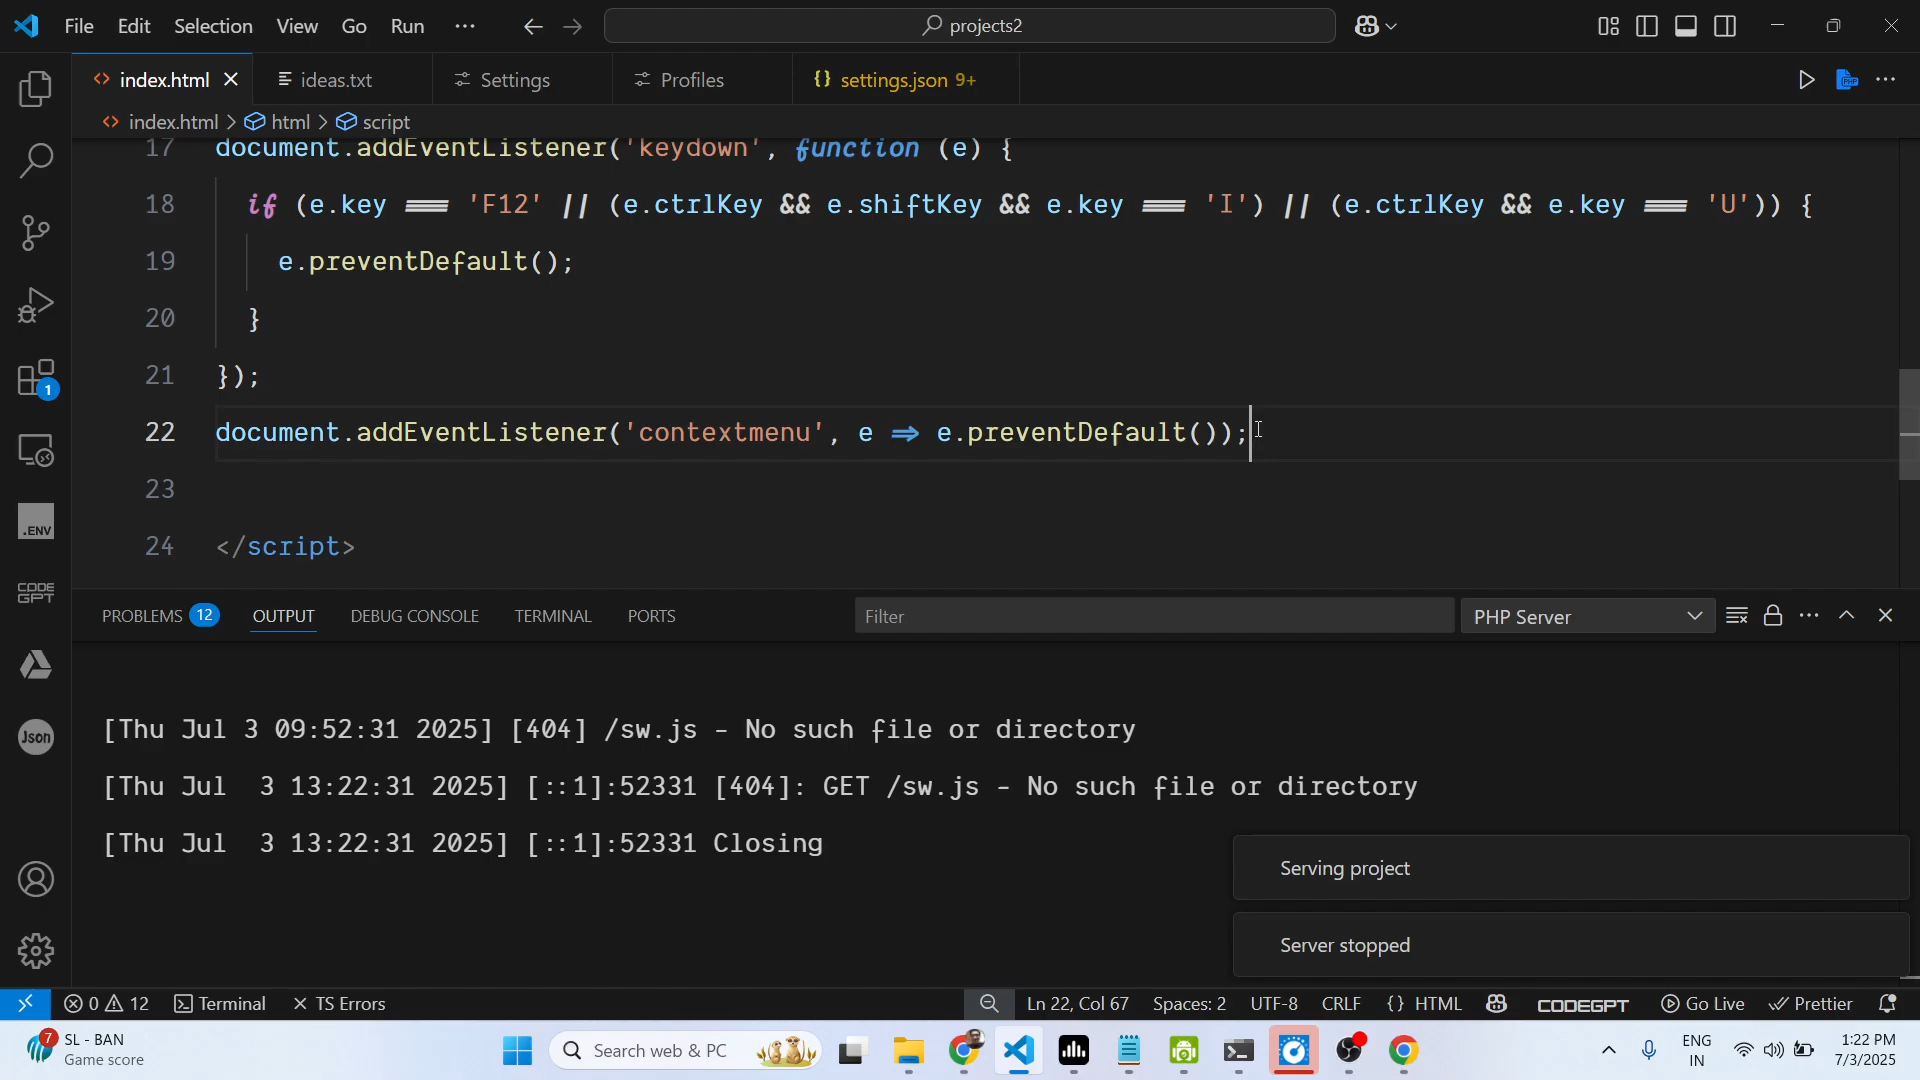 File Edit Selection View Go Run ··· projects2
index.html ideas.txt Settings Profiles {} settings.json 9+
index.html > html > script
17 document.addEventListener('keydown', function (e) {
18 if (e.key === 'F12' || (e.ctrlKey && e.shiftKey && e.key === 'I') || (e.ctrlKey && e.key === 'U')) {
19 e.preventDefault();
20 }
21 });
22 document.addEventListener('contextmenu', e => e.preventDefault());
23
24 </script>
1
.ENV
CODE
GPT
Json
PROBLEMS 12 OUTPUT DEBUG CONSOLE TERMINAL PORTS Filter PHP Server
[Thu Jul 3 09:52:31 2025] [404] /sw.js - No such file or directory
[Thu Jul  3 13:22:31 2025] [::1]:52331 [404]: GET /sw.js - No such file or directory
[Thu Jul  3 13:22:31 2025] [::1]:52331 Closing
Serving project
Server stopped
0 12 Terminal TS Errors Ln 22, Col 67 Spaces: 2 UTF-8 CRLF {} HTML CODEGPT Go Live Prettier
7 SL - BAN
Game score
Search web & PC
ENG
IN
1:22 PM
7/3/2025